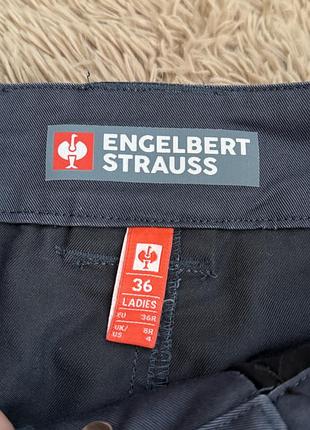 ENGELBERT
STRAUSS
36
LADIES
EU 36R
UK/ 8R
US 4